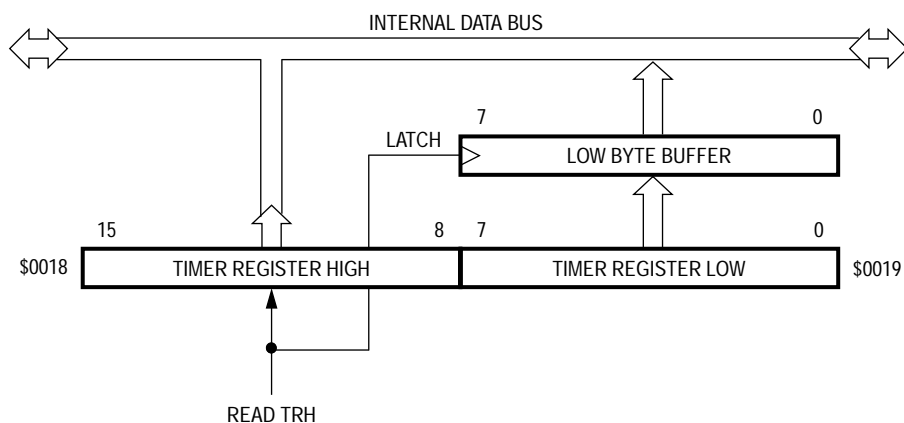 INTERNAL DATA BUS
7 0
LATCH
LOW BYTE BUFFER
15 8 7 0
$0018 TIMER REGISTER HIGH TIMER REGISTER LOW $0019
READ TRH